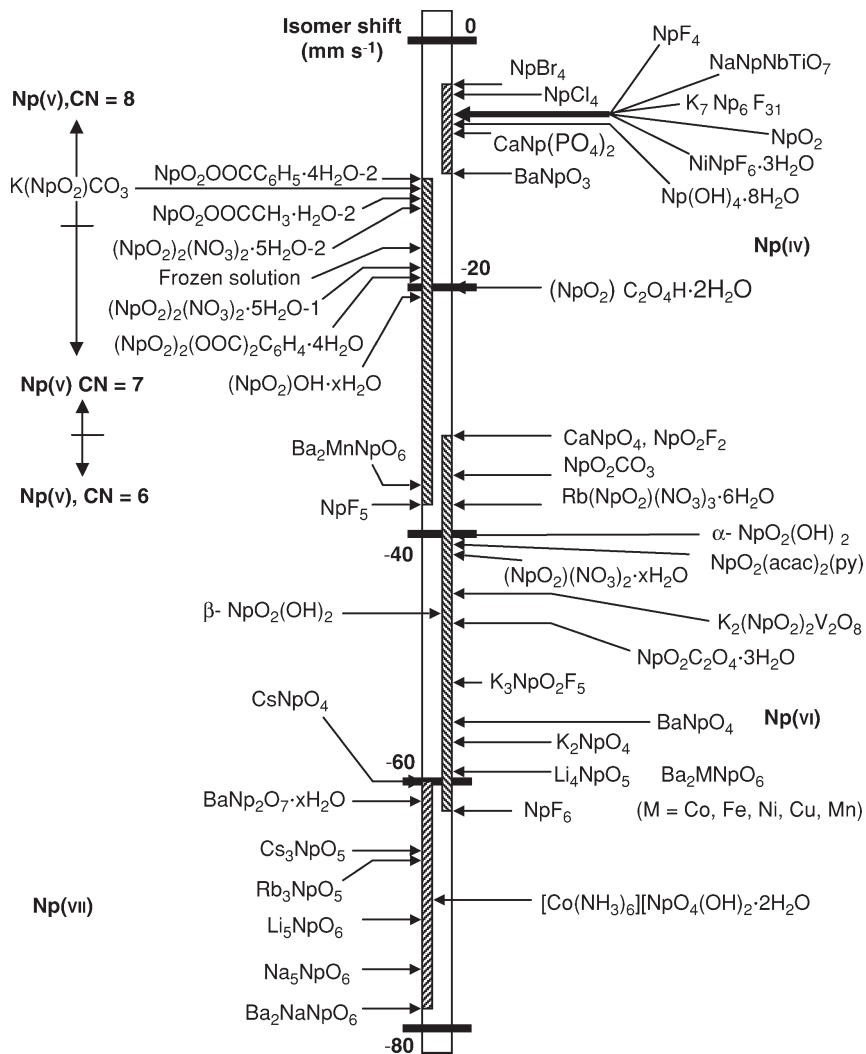 Isomer shift
(mm s⁻¹)
0
NpF₄
NaNpNbTiO₇
NpBr₄
Np(v),CN = 8
NpCl₄
K₇ Np₆ F₃₁
NpO₂
CaNp(PO₄)₂
NiNpF₆·3H₂O
NpO₂OOCC₆H₅·4H₂O-2
BaNpO₃
Np(OH)₄·8H₂O
K(NpO₂)CO₃
NpO₂OOCCH₃·H₂O-2
(NpO₂)₂(NO₃)₂·5H₂O-2
Np(IV)
Frozen solution
-20
(NpO₂) C₂O₄H·2H₂O
(NpO₂)₂(NO₃)₂·5H₂O-1
(NpO₂)₂(OOC)₂C₆H₄·4H₂O
(NpO₂)OH·xH₂O
Np(v) CN = 7
CaNpO₄, NpO₂F₂
Ba₂MnNpO₆
NpO₂CO₃
Np(v), CN = 6
NpF₅
Rb(NpO₂)(NO₃)₃·6H₂O
α- NpO₂(OH) ₂
-40
NpO₂(acac)₂(py)
(NpO₂)(NO₃)₂·xH₂O
β- NpO₂(OH)₂
K₂(NpO₂)₂V₂O₈
NpO₂C₂O₄·3H₂O
K₃NpO₂F₅
CsNpO₄
BaNpO₄
Np(VI)
K₂NpO₄
-60
Li₄NpO₅
Ba₂MNpO₆
BaNp₂O₇·xH₂O
NpF₆
(M = Co, Fe, Ni, Cu, Mn)
Cs₃NpO₅
Rb₃NpO₅
Np(VII)
[Co(NH₃)₆][NpO₄(OH)₂·2H₂O
Li₅NpO₆
Na₅NpO₆
Ba₂NaNpO₆
-80